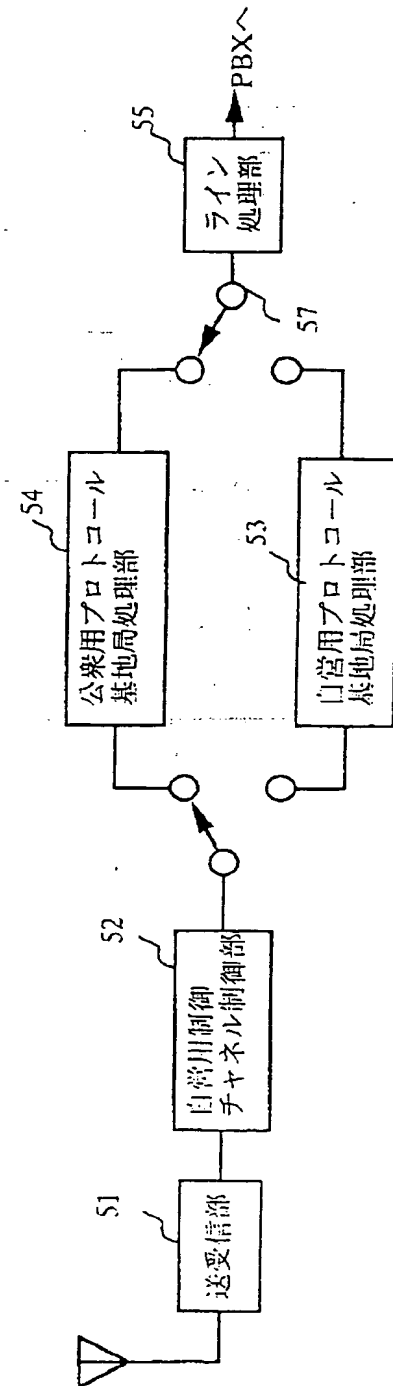 51
送受信部
52
自営用制御
チャネル制御部
54
公衆用プロトコール
基地局処理部
53
自営用プロトコール
基地局処理部
57
55
ライン
処理部
PBXへ